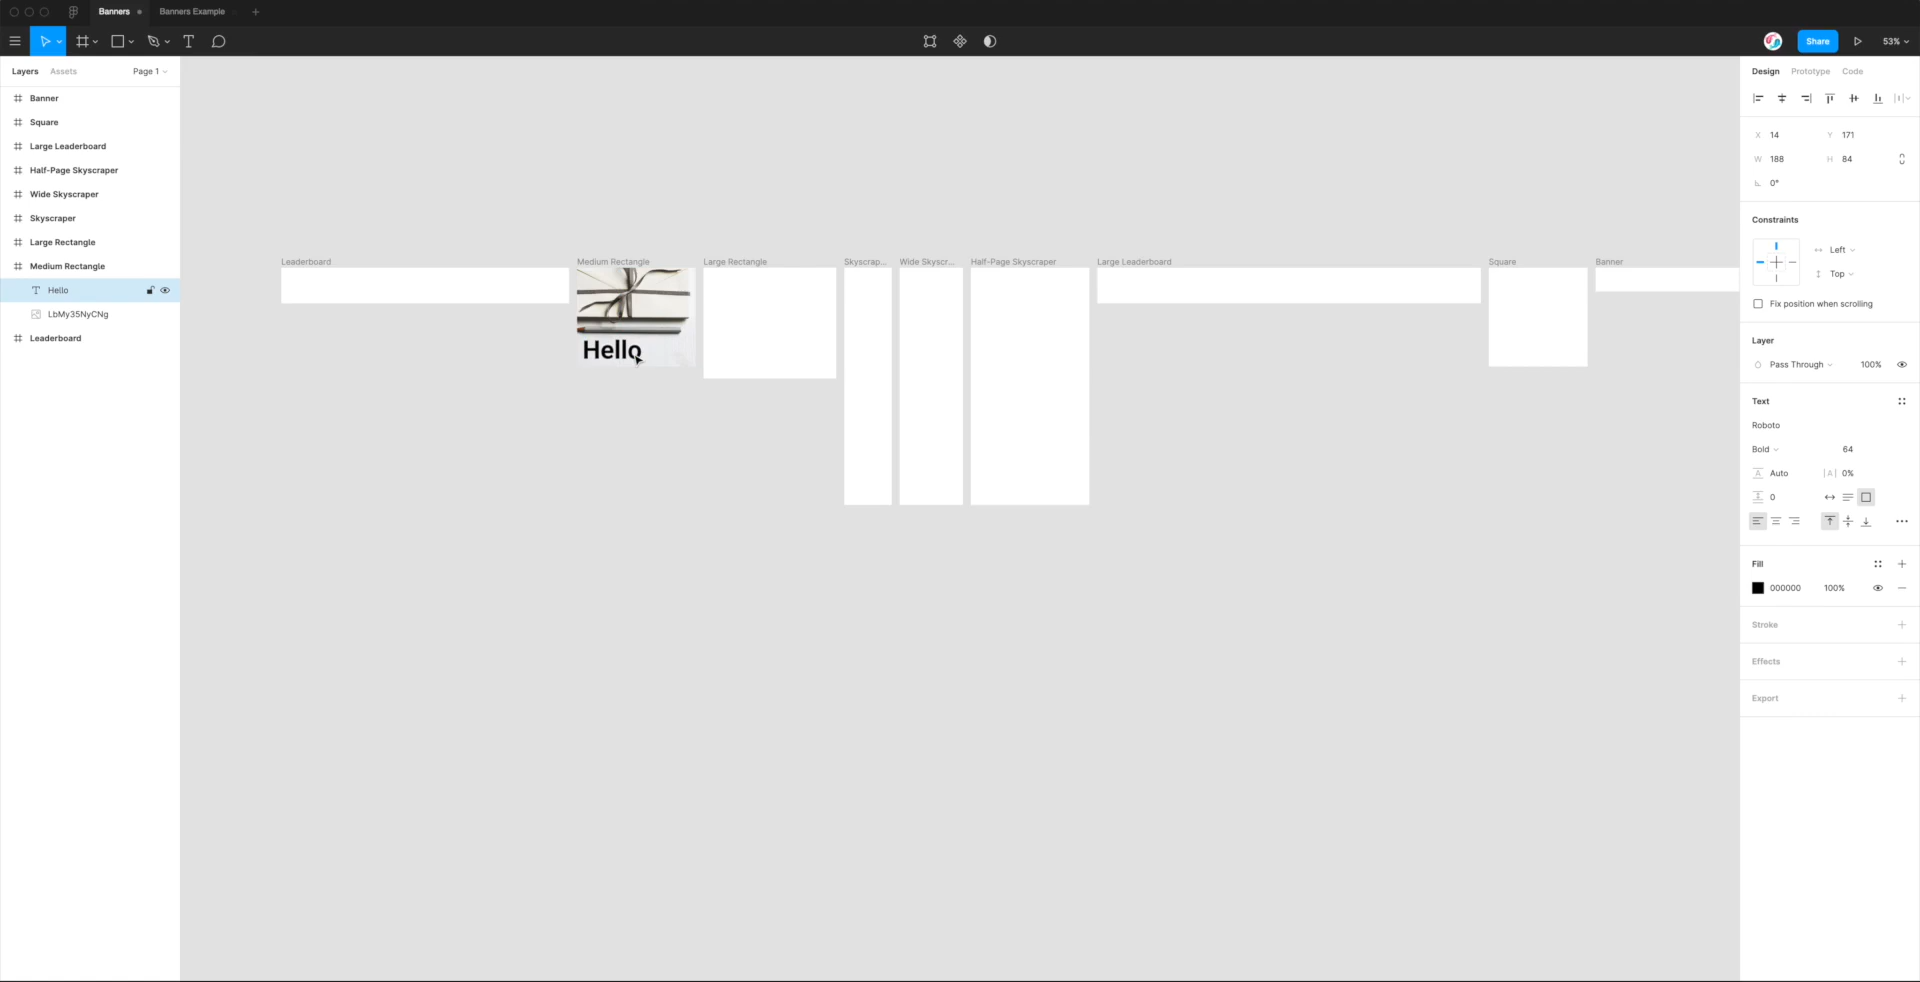 Banners
Banners Example
Share
53%
Layers
Assets
Page 1
Banner
Square
Large Leaderboard
Half-Page Skyscraper
Wide Skyscraper
Skyscraper
Large Rectangle
Medium Rectangle
Hello
LbMy35NyCNg
Leaderboard
Leaderboard
Medium Rectangle
Large Rectangle
Skyscrap...
Wide Skyscr...
Half-Page Skyscraper
Large Leaderboard
Square
Banner
Hello
Design
Prototype
Code
X 14 Y 171
W 188 H 84
0°
Constraints
Left
Top
Fix position when scrolling
Layer
Pass Through 100%
Text
Roboto
Bold 64
A Auto |A| 0%
0
Fill
000000 100%
Stroke
Effects
Export